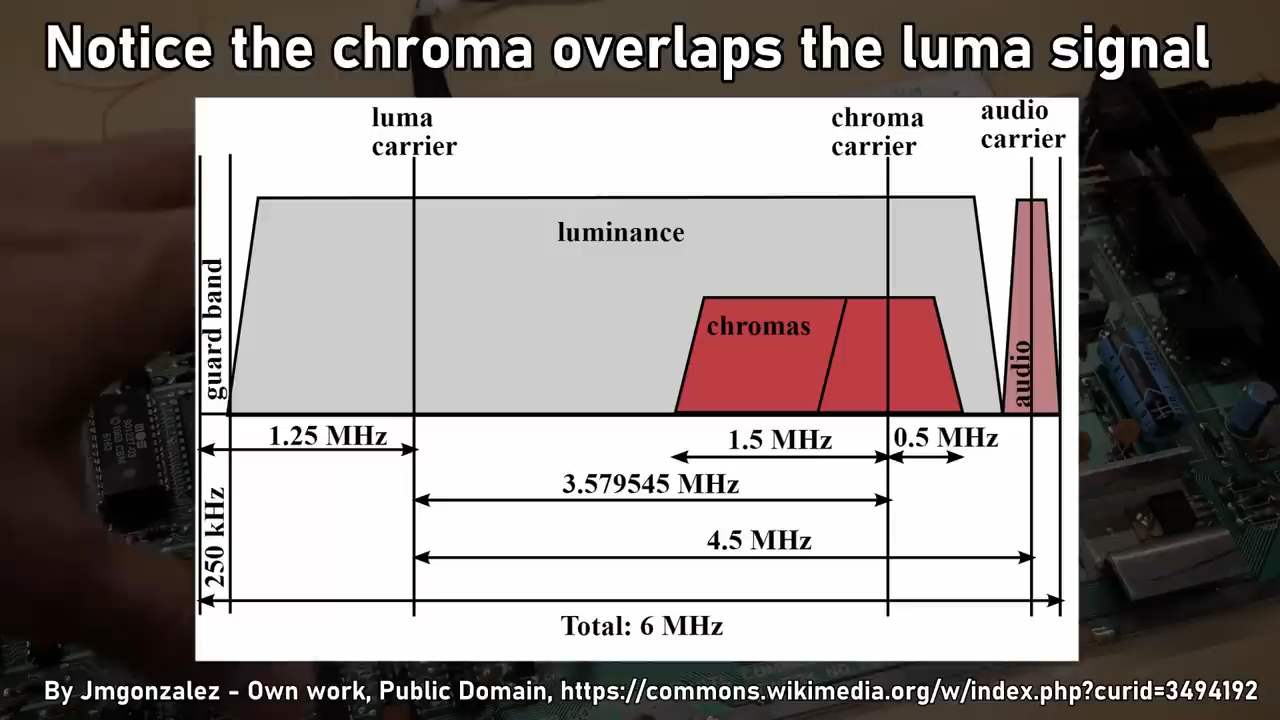 Notice the chroma overlaps the luma signal
luma
carrier
chroma
carrier
audio
carrier
luminance
chromas
guard band
audio
1.25 MHz
1.5 MHz
0.5 MHz
3.579545 MHz
250 kHz
4.5 MHz
Total: 6 MHz
By Jmgonzalez - Own work, Public Domain, https://commons.wikimedia.org/w/index.php?curid=3494192